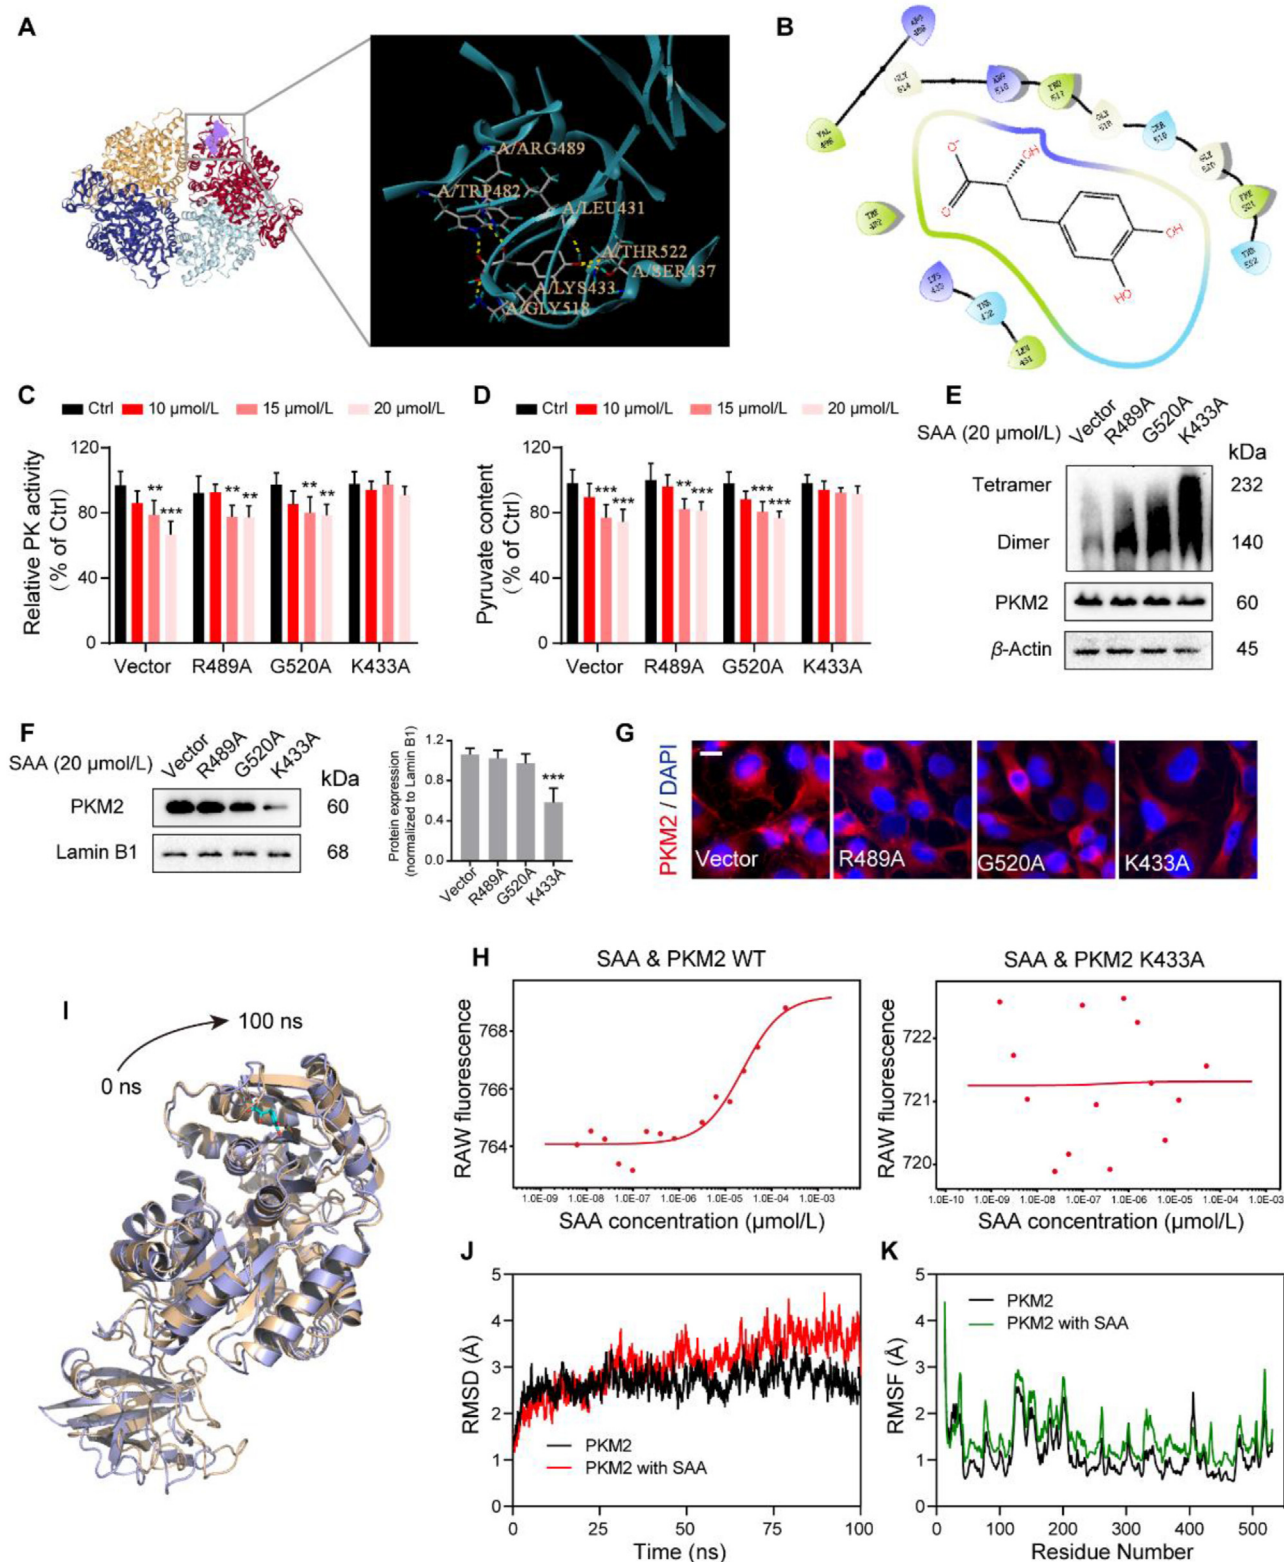 A
A/ARG489
A/TRP482
A/LEU431
A/THR522
A/SER437
A/LYS433
A/GLY518
B
GLY 514
VAL
LYS 433
LEU 431
O⁻
O
OH
OH
HO
C
Ctrl 10 μmol/L 15 μmol/L 20 μmol/L
Relative PK activity
(% of Ctrl)
120
80
40
0
** *** ** ** ** **
Vector R489A G520A K433A
D
Ctrl 10 μmol/L 15 μmol/L 20 μmol/L
Pyruvate content
(% of Ctrl)
120
80
40
0
*** *** ** *** *** ***
Vector R489A G520A K433A
E
SAA (20 μmol/L) Vector R489A G520A K433A
kDa
Tetramer 232
Dimer 140
PKM2 60
β-Actin 45
F
SAA (20 μmol/L) Vector R489A G520A K433A
kDa
PKM2 60
Lamin B1 68
Protein expression
(normalized to Lamin B1)
1.2
0.8
0.4
0.0
***
Vector R489A G520A K433A
G
PKM2 / DAPI
Vector R489A G520A K433A
H
SAA & PKM2 WT
RAW fluorescence
768
766
764
1.0E-09 1.0E-08 1.0E-07 1.0E-06 1.0E-05 1.0E-04 1.0E-03
SAA concentration (μmol/L)
SAA & PKM2 K433A
RAW fluorescence
722
721
720
1.0E-10 1.0E-09 1.0E-08 1.0E-07 1.0E-06 1.0E-05 1.0E-04 1.0E-03
SAA concentration (μmol/L)
I
0 ns
100 ns
J
RMSD (Å)
5
4
3
2
1
0
PKM2
PKM2 with SAA
0 25 50 75 100
Time (ns)
K
RMSF (Å)
5
4
3
2
1
0
PKM2
PKM2 with SAA
0 100 200 300 400 500
Residue Number